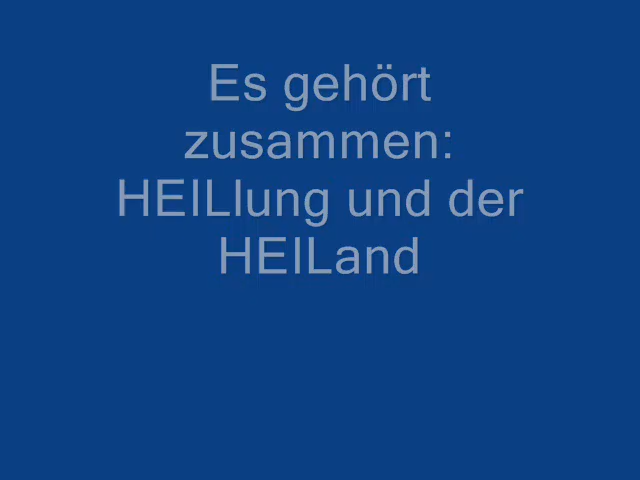 Es gehört
zusammen:
HEILlung und der
HEILand